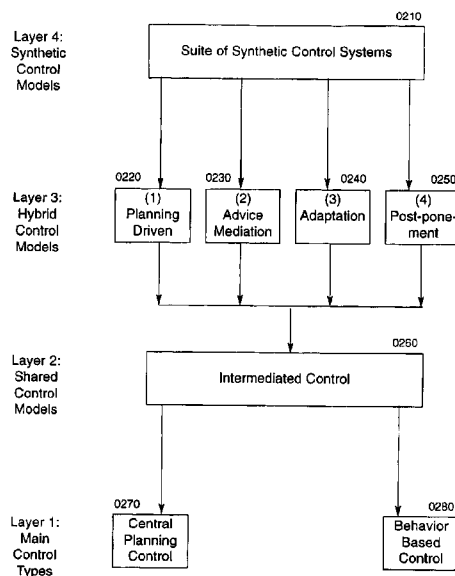 0210
Layer 4:
Synthetic
Control
Models
Suite of Synthetic Control Systems
0220
0230
0240
0250
Layer 3:
Hybrid
Control
Models
(1)
Planning
Driven
(2)
Advice
Mediation
(3)
Adaptation
(4)
Post-pone-
ment
0260
Layer 2:
Shared
Control
Models
Intermediated Control
0270
0280
Layer 1:
Main
Control
Types
Central
Planning
Control
Behavior
Based
Control